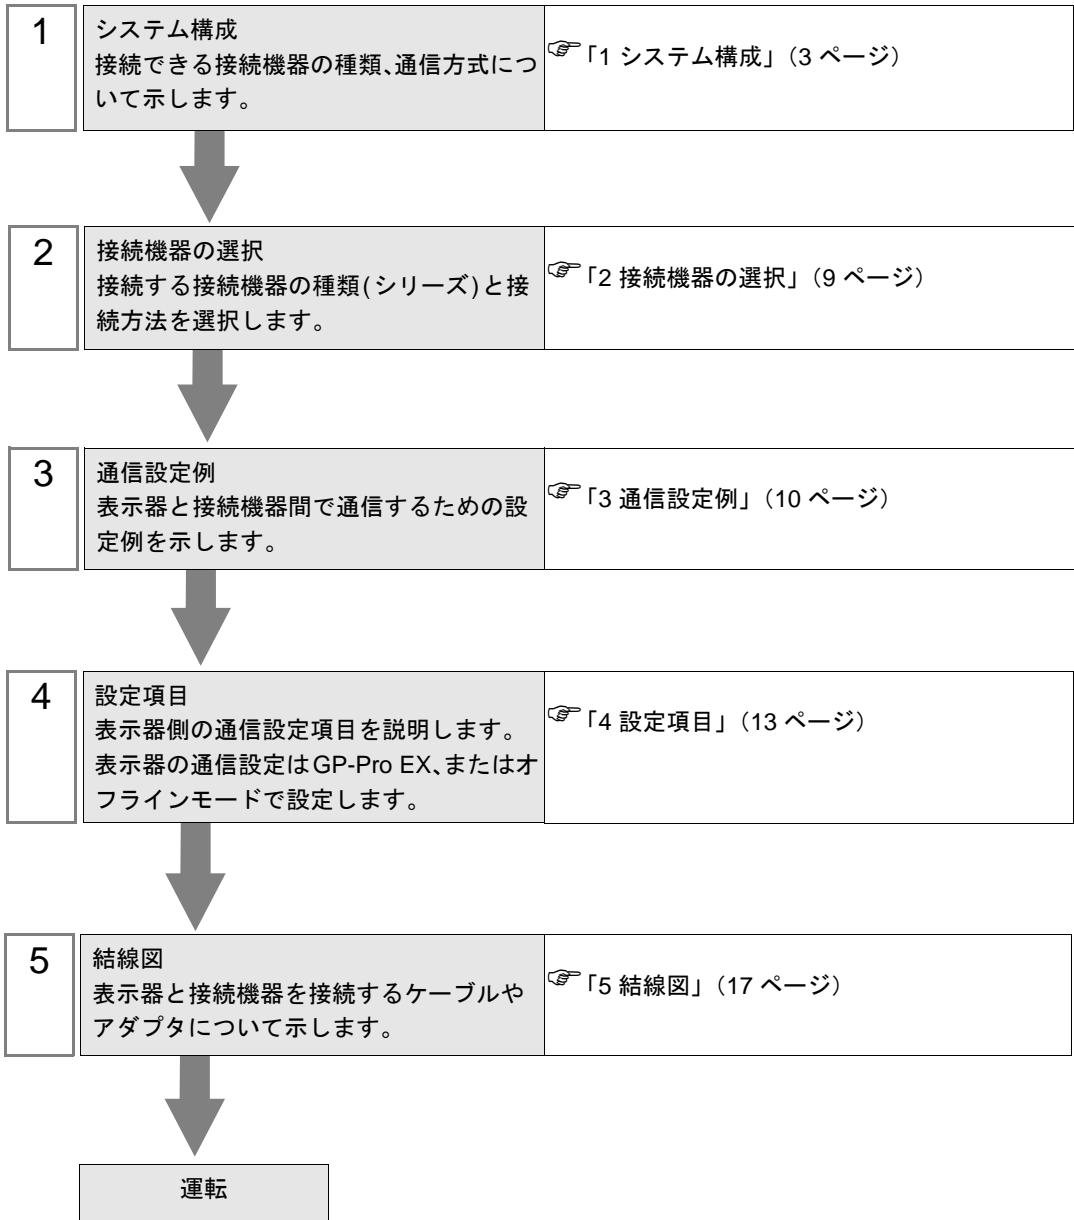 1
システム構成
接続できる接続機器の種類、通信方式につ
いて示します。
☞「1 システム構成」（3 ページ）
2
接続機器の選択
接続する接続機器の種類(シリーズ)と接
続方法を選択します。
☞「2 接続機器の選択」（9 ページ）
3
通信設定例
表示器と接続機器間で通信するための設
定例を示します。
☞「3 通信設定例」（10 ページ）
4
設定項目
表示器側の通信設定項目を説明します。
表示器の通信設定はGP-Pro EX、またはオ
フラインモードで設定します。
☞「4 設定項目」（13 ページ）
5
結線図
表示器と接続機器を接続するケーブルや
アダプタについて示します。
☞「5 結線図」（17 ページ）
運転